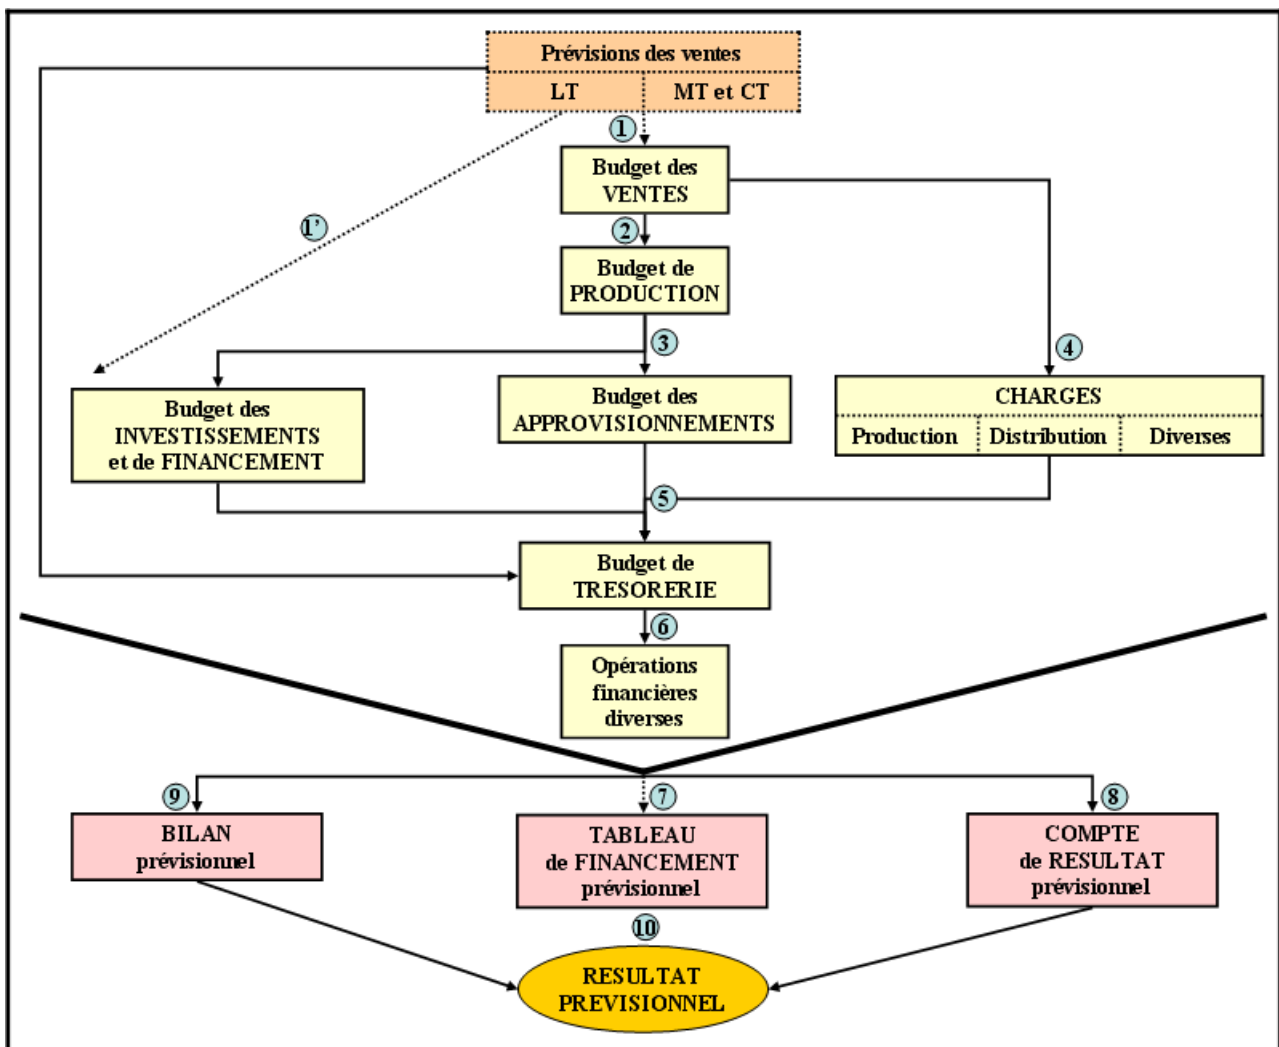 Prévisions des ventes
LT
MT et CT
1
Budget des
VENTES
1’
2
Budget de
PRODUCTION
3
4
Budget des
INVESTISSEMENTS
et de FINANCEMENT
Budget des
APPROVISIONNEMENTS
CHARGES
Production
Distribution
Diverses
5
Budget de
TRESORERIE
6
Opérations
financières
diverses
9
7
8
BILAN
prévisionnel
TABLEAU
de FINANCEMENT
prévisionnel
COMPTE
de RESULTAT
prévisionnel
10
RESULTAT
PREVISIONNEL